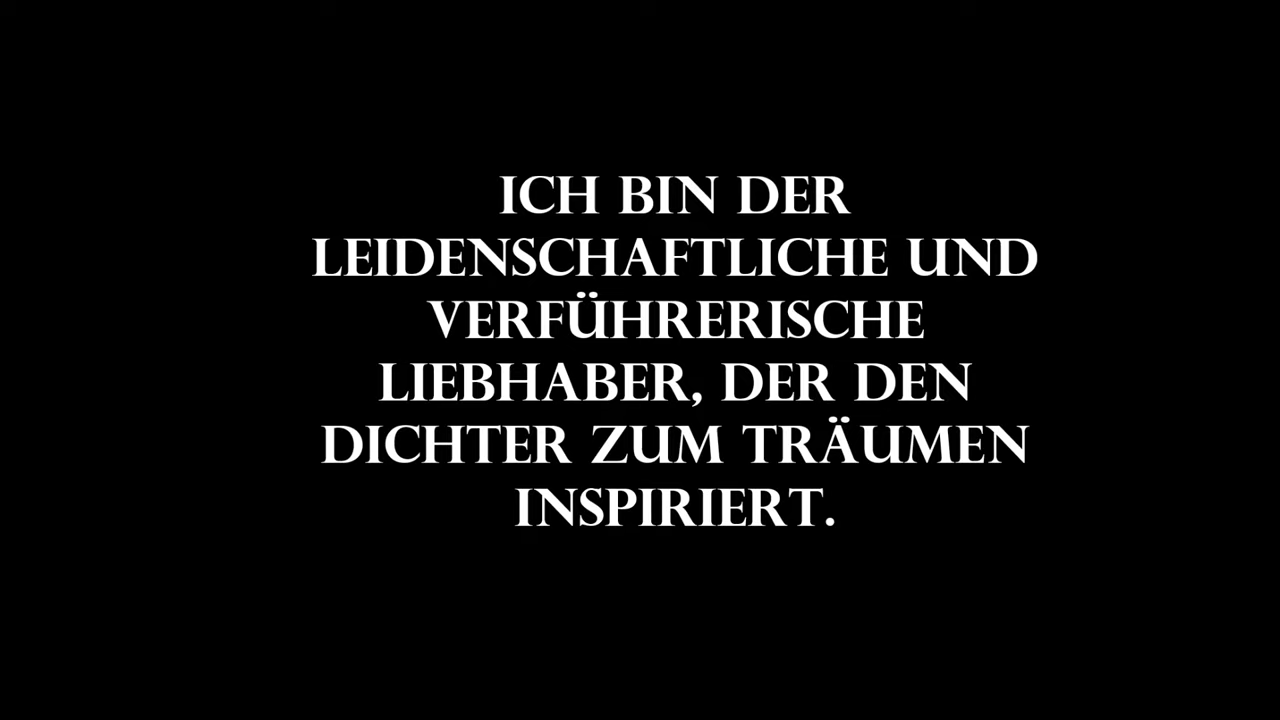 ICH BIN DER
LEIDENSCHAFTLICHE UND
VERFÜHRERISCHE
LIEBHABER, DER DEN
DICHTER ZUM TRÄUMEN
INSPIRIERT.